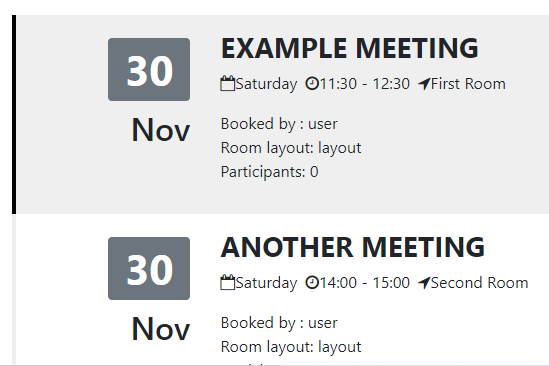 30
Nov
EXAMPLE MEETING
Saturday 11:30 - 12:30 First Room
Booked by : user
Room layout: layout
Participants: 0
30
Nov
ANOTHER MEETING
Saturday 14:00 - 15:00 Second Room
Booked by : user
Room layout: layout